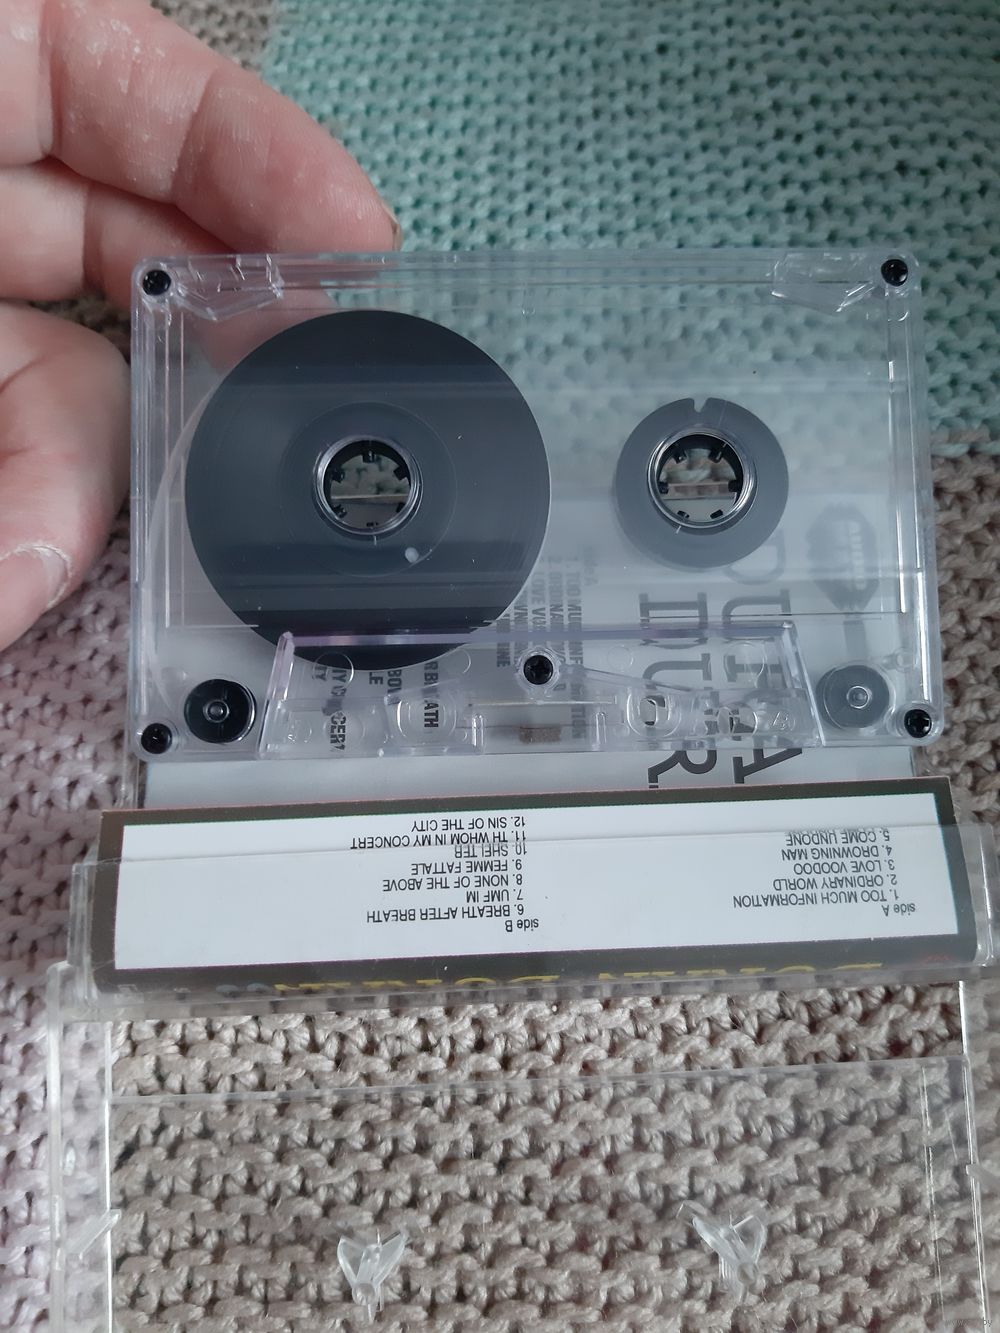 side A
1. TOO MUCH INFORMATION
2. ORDINARY WORLD
3. LOVE VOODOO
4. DROWNING MAN
5. COME UNDONE
side B
6. BREATH AFTER BREATH
7. UMF IM
8. NONE OF THE ABOVE
9. FEMME FATTALE
10. SHELTER
11. TH WHOM IN MY CONCERT
12. SIN OF THE CITY
DURAN DURAN